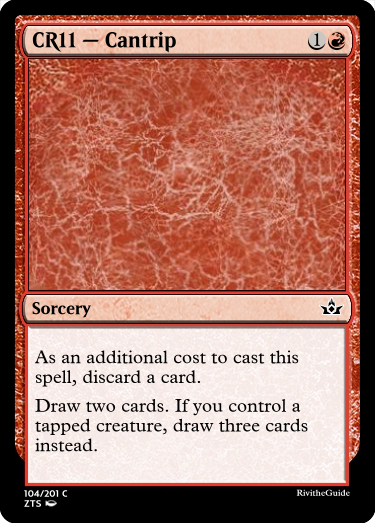 CR11 — Cantrip 1
Sorcery
As an additional cost to cast this
spell, discard a card.
Draw two cards. If you control a
tapped creature, draw three cards
instead.
104/201 C RivitheGuide
ZTS